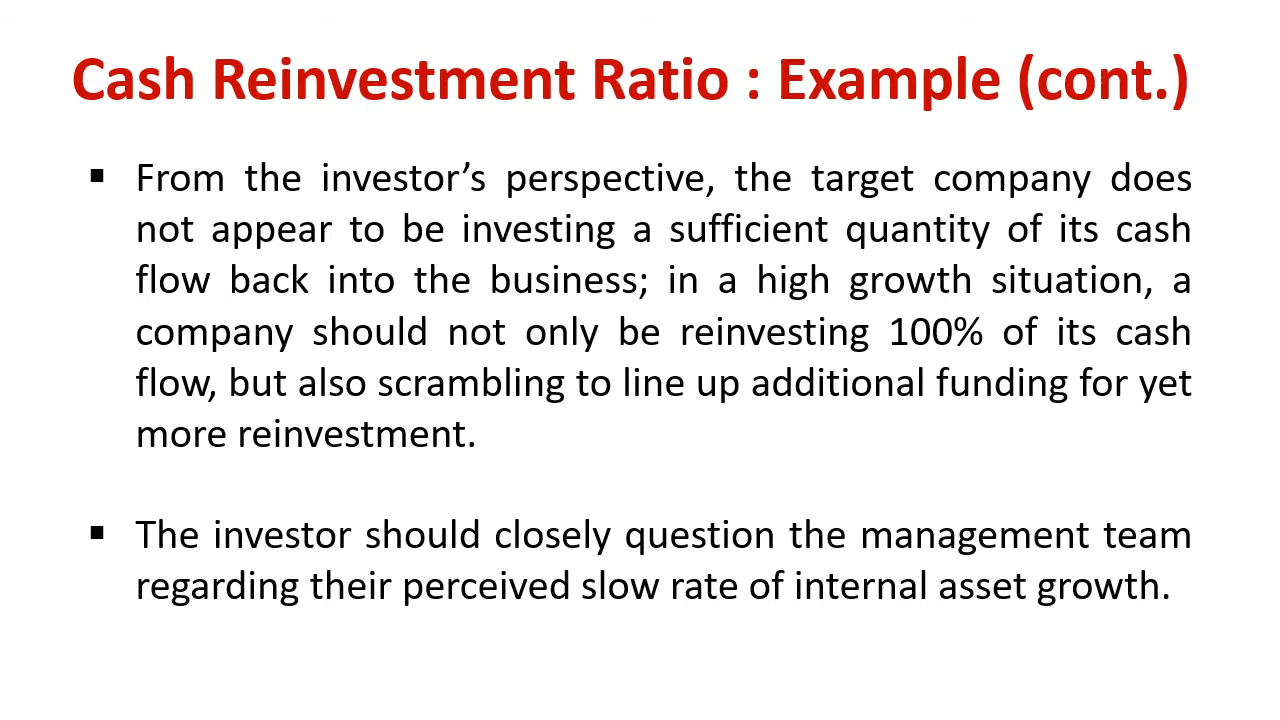 Cash Reinvestment Ratio : Example (cont.)
▪ From the investor’s perspective, the target company does
not appear to be investing a sufficient quantity of its cash
flow back into the business; in a high growth situation, a
company should not only be reinvesting 100% of its cash
flow, but also scrambling to line up additional funding for yet
more reinvestment.
▪ The investor should closely question the management team
regarding their perceived slow rate of internal asset growth.